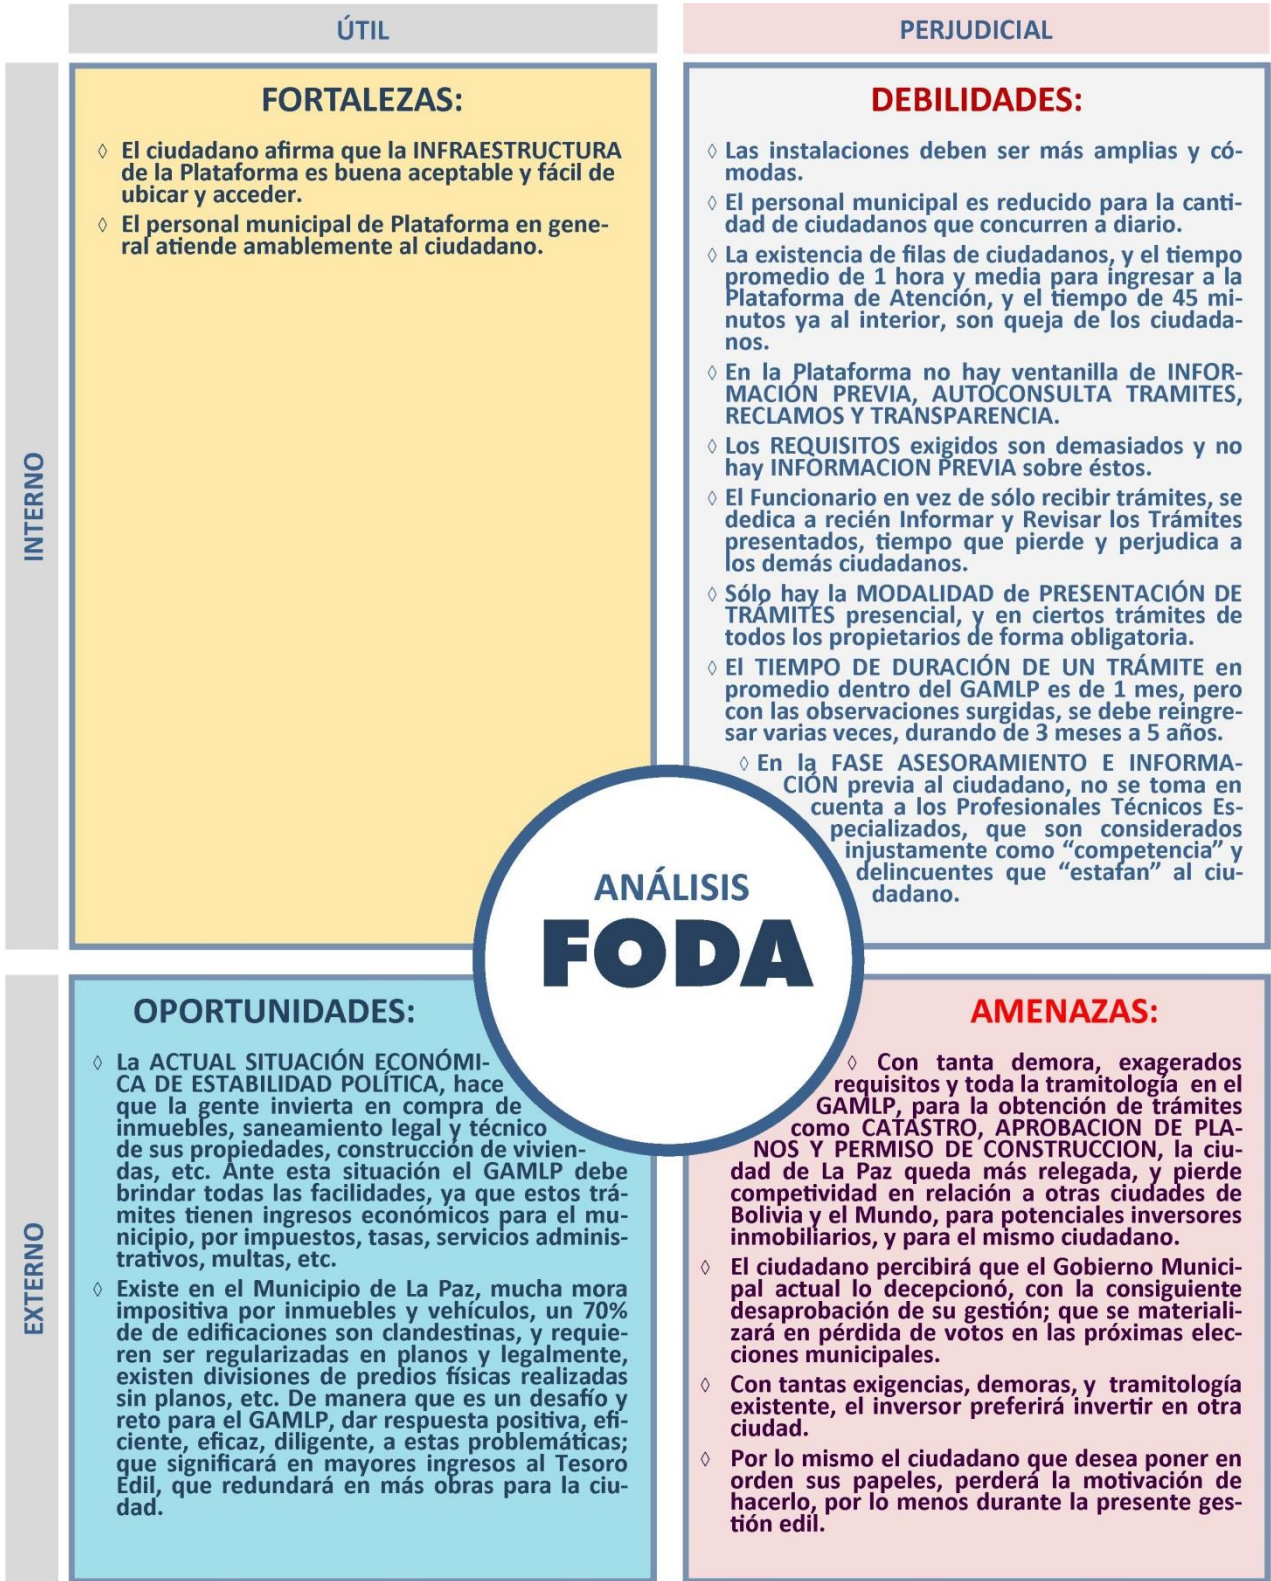 ÚTIL
PERJUDICIAL
INTERNO
FORTALEZAS:
◊ El ciudadano afirma que la INFRAESTRUCTURA
de la Plataforma es buena aceptable y fácil de
ubicar y acceder.
◊ El personal municipal de Plataforma en gene-
ral atiende amablemente al ciudadano.
DEBILIDADES:
◊ Las instalaciones deben ser más amplias y có-
modas.
◊ El personal municipal es reducido para la canti-
dad de ciudadanos que concurren a diario.
◊ La existencia de filas de ciudadanos, y el tiempo
promedio de 1 hora y media para ingresar a la
Plataforma de Atención, y el tiempo de 45 mi-
nutos ya al interior, son queja de los ciudada-
nos.
◊ En la Plataforma no hay ventanilla de INFOR-
MACIÓN PREVIA, AUTOCONSULTA TRAMITES,
RECLAMOS Y TRANSPARENCIA.
◊ Los REQUISITOS exigidos son demasiados y no
hay INFORMACION PREVIA sobre éstos.
◊ El Funcionario en vez de sólo recibir trámites, se
dedica a recién Informar y Revisar los Trámites
presentados, tiempo que pierde y perjudica a
los demás ciudadanos.
◊ Sólo hay la MODALIDAD de PRESENTACIÓN DE
TRÁMITES presencial, y en ciertos trámites de
todos los propietarios de forma obligatoria.
◊ El TIEMPO DE DURACIÓN DE UN TRÁMITE en
promedio dentro del GAMLP es de 1 mes, pero
con las observaciones surgidas, se debe reingre-
sar varias veces, durando de 3 meses a 5 años.
◊ En la FASE ASESORAMIENTO E INFORMA-
CIÓN previa al ciudadano, no se toma en
cuenta a los Profesionales Técnicos Es-
pecializados, que son considerados
injustamente como “competencia” y
delincuentes que “estafan” al ciu-
dadano.
ANÁLISIS
FODA
EXTERNO
OPORTUNIDADES:
◊ La ACTUAL SITUACIÓN ECONÓMI-
CA DE ESTABILIDAD POLÍTICA, hace
que la gente invierta en compra de
inmuebles, saneamiento legal y técnico
de sus propiedades, construcción de vivien-
das, etc. Ante esta situación el GAMLP debe
brindar todas las facilidades, ya que estos trá-
mites tienen ingresos económicos para el mu-
nicipio, por impuestos, tasas, servicios adminis-
trativos, multas, etc.
◊ Existe en el Municipio de La Paz, mucha mora
impositiva por inmuebles y vehículos, un 70%
de de edificaciones son clandestinas, y requie-
ren ser regularizadas en planos y legalmente,
existen divisiones de predios físicas realizadas
sin planos, etc. De manera que es un desafío y
reto para el GAMLP, dar respuesta positiva, efi-
ciente, eficaz, diligente, a estas problemáticas;
que significará en mayores ingresos al Tesoro
Edil, que redundará en más obras para la ciu-
dad.
AMENAZAS:
◊ Con tanta demora, exagerados
requisitos y toda la tramitología en el
GAMLP, para la obtención de trámites
como CATASTRO, APROBACION DE PLA-
NOS Y PERMISO DE CONSTRUCCION, la ciu-
dad de La Paz queda más relegada, y pierde
competividad en relación a otras ciudades de
Bolivia y el Mundo, para potenciales inversores
inmobiliarios, y para el mismo ciudadano.
◊ El ciudadano percibirá que el Gobierno Munici-
pal actual lo decepcionó, con la consiguiente
desaprobación de su gestión; que se materiali-
zará en pérdida de votos en las próximas elec-
ciones municipales.
◊ Con tantas exigencias, demoras, y tramitología
existente, el inversor preferirá invertir en otra
ciudad.
◊ Por lo mismo el ciudadano que desea poner en
orden sus papeles, perderá la motivación de
hacerlo, por lo menos durante la presente ges-
tión edil.